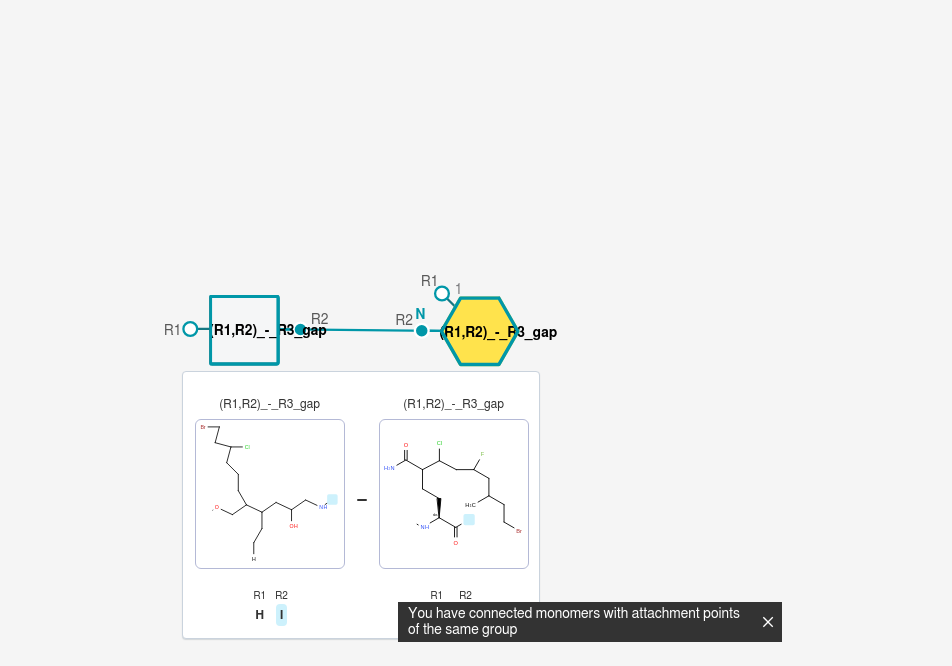 R1
1
N
R1
R2
R2
(R1,R2)_-_R3_gap
(R1,R2)_-_R3_gap
(R1,R2)_-_R3_gap
(R1,R2)_-_R3_gap
Br
Cl
O
OH
NH
H
–
O
H₂N
Cl
F
H₃C
NH
O
Br
R1 R2
H I
R1 R2
You have connected monomers with attachment points
of the same group